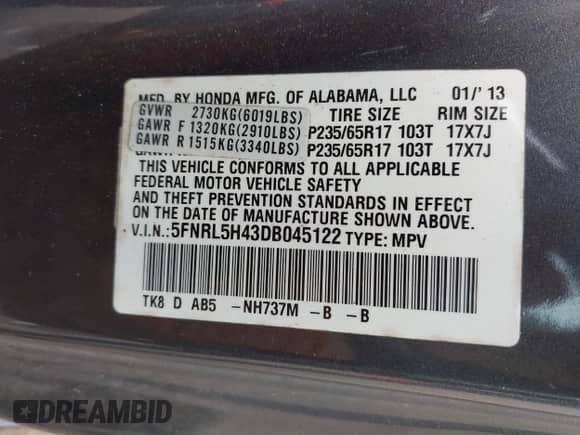 MFD. BY HONDA MFG. OF ALABAMA, LLC 01/'13
GVWR 2730KG(6019LBS) TIRE SIZE RIM SIZE
GAWR F 1320KG(2910LBS) P235/65R17 103T 17X7J
GAWR R 1515KG(3340LBS) P235/65R17 103T 17X7J
THIS VEHICLE CONFORMS TO ALL APPLICABLE
FEDERAL MOTOR VEHICLE SAFETY
AND THEFT PREVENTION STANDARDS IN EFFECT
ON THE DATE OF MANUFACTURE SHOWN ABOVE.
V.I.N.:5FNRL5H43DB045122 TYPE: MPV
TK8 D AB5 -NH737M -B -B
DREAMBID